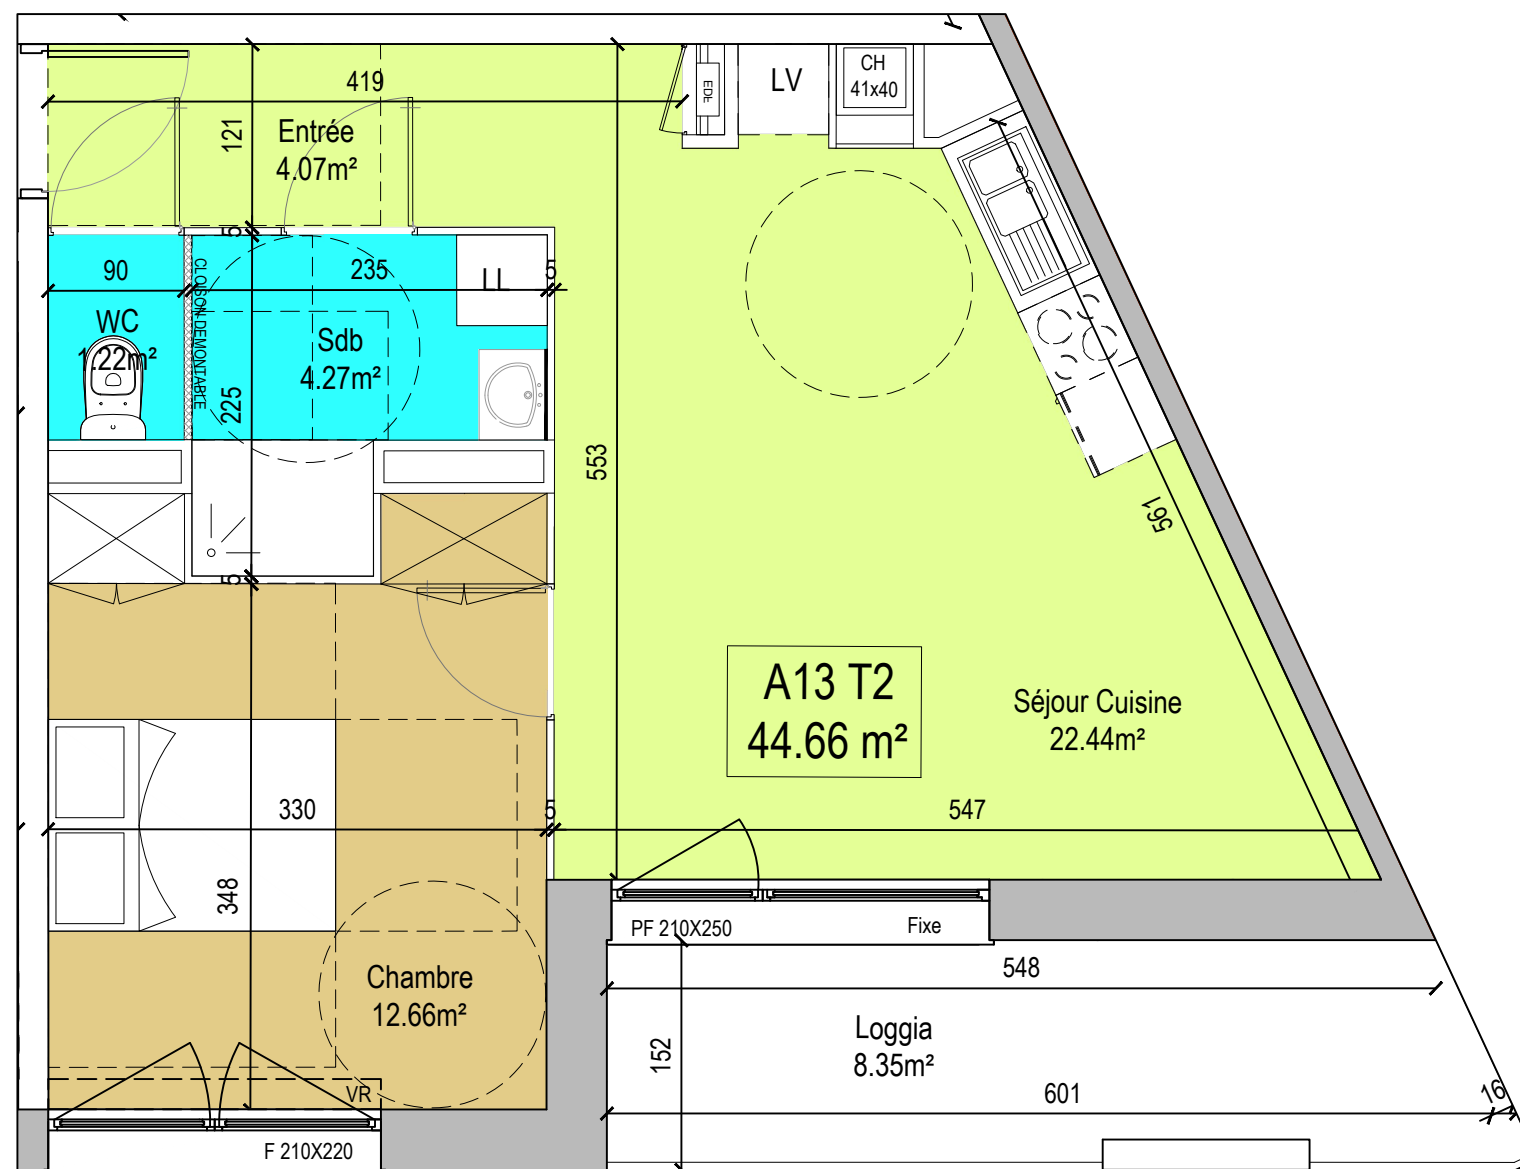 419
LV
CH
41x40
EDF
121
Entrée
4.07m²
5
90
235
5
LL
WC
1.22m²
CLOISON DEMONTABLE
Sdb
4.27m²
225
553
561
5
A13 T2
44.66 m²
Séjour Cuisine
22.44m²
330
5
547
348
PF 210X250
Fixe
Chambre
12.66m²
548
Loggia
8.35m²
152
VR
601
16
F 210X220